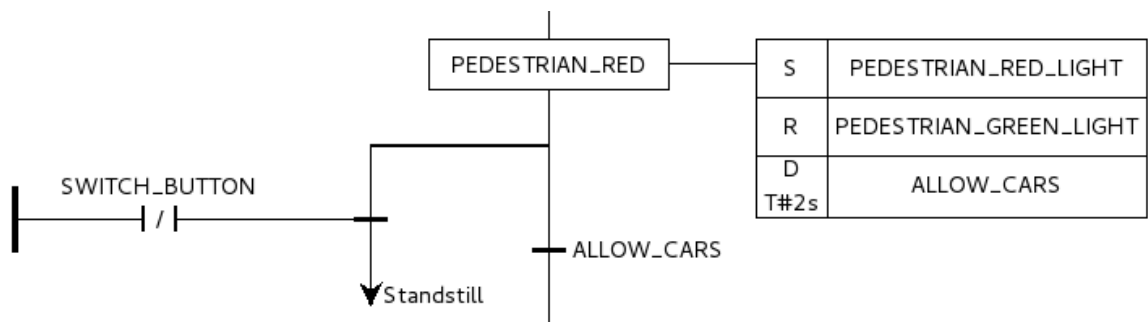 PEDESTRIAN_RED
S PEDESTRIAN_RED_LIGHT
R PEDESTRIAN_GREEN_LIGHT
D
T#2s
ALLOW_CARS
SWITCH_BUTTON
/
ALLOW_CARS
Standstill